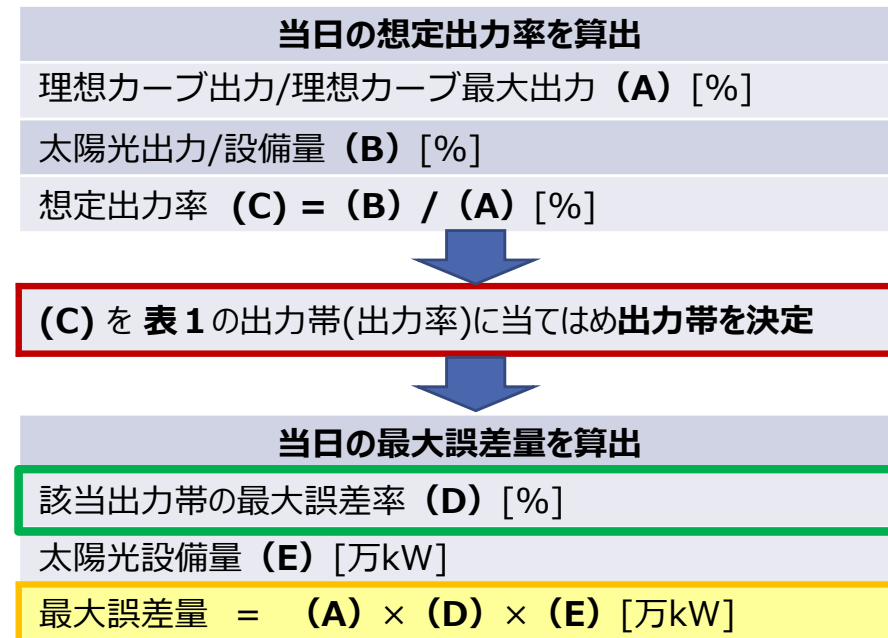 当日の想定出力率を算出
理想カーブ出力/理想カーブ最大出力（A）[%]
太陽光出力/設備量（B）[%]
想定出力率 (C) =（B）/（A）[%]
(C) を 表１の出力帯(出力率)に当てはめ出力帯を決定
当日の最大誤差量を算出
該当出力帯の最大誤差率（D）[%]
太陽光設備量（E）[万kW]
最大誤差量 = （A）×（D）×（E）[万kW]